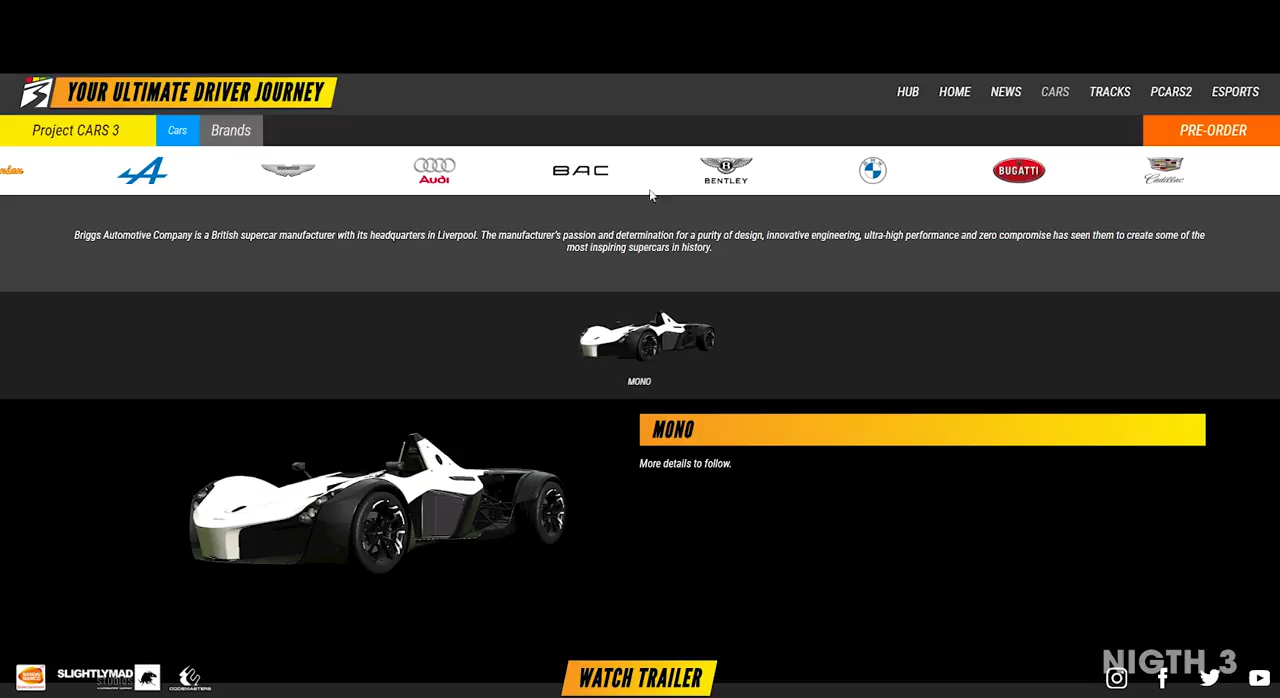 YOUR ULTIMATE DRIVER JOURNEY
HUB HOME NEWS CARS TRACKS PCARS2 ESPORTS
Project CARS 3 Cars Brands PRE-ORDER
Audi BAC BENTLEY BUGATTI Cadillac
Briggs Automotive Company is a British supercar manufacturer with its headquarters in Liverpool. The manufacturer's passion and determination for a purity of design, innovative engineering, ultra-high performance and zero compromise has seen them to create some of the
most inspiring supercars in history.
MONO
MONO
More details to follow.
NIGTH 3
SLIGHTLYMAD
STUDIOS
CODEMASTERS
WATCH TRAILER